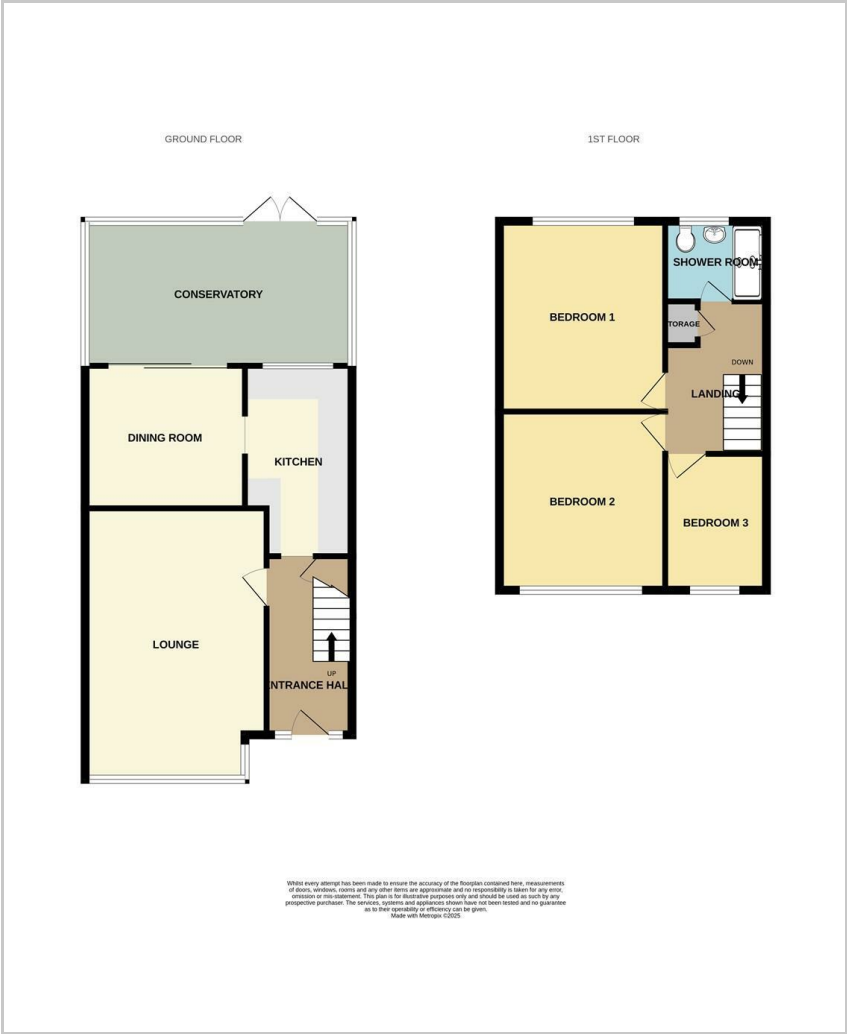 GROUND FLOOR
1ST FLOOR
CONSERVATORY
DINING ROOM
KITCHEN
LOUNGE
UP
ENTRANCE HALL
SHOWER ROOM
BEDROOM 1
TORAGE
DOWN
LANDING
BEDROOM 2
BEDROOM 3
Whilst every attempt has been made to ensure the accuracy of the floorplan contained here, measurements
of doors, windows, rooms and any other items are approximate and no responsibility is taken for any error,
omission or mis-statement. This plan is for illustrative purposes only and should be used as such by any
prospective purchaser. The services, systems and appliances shown have not been tested and no guarantee
as to their operability or efficiency can be given.
Made with Metropix ©2025